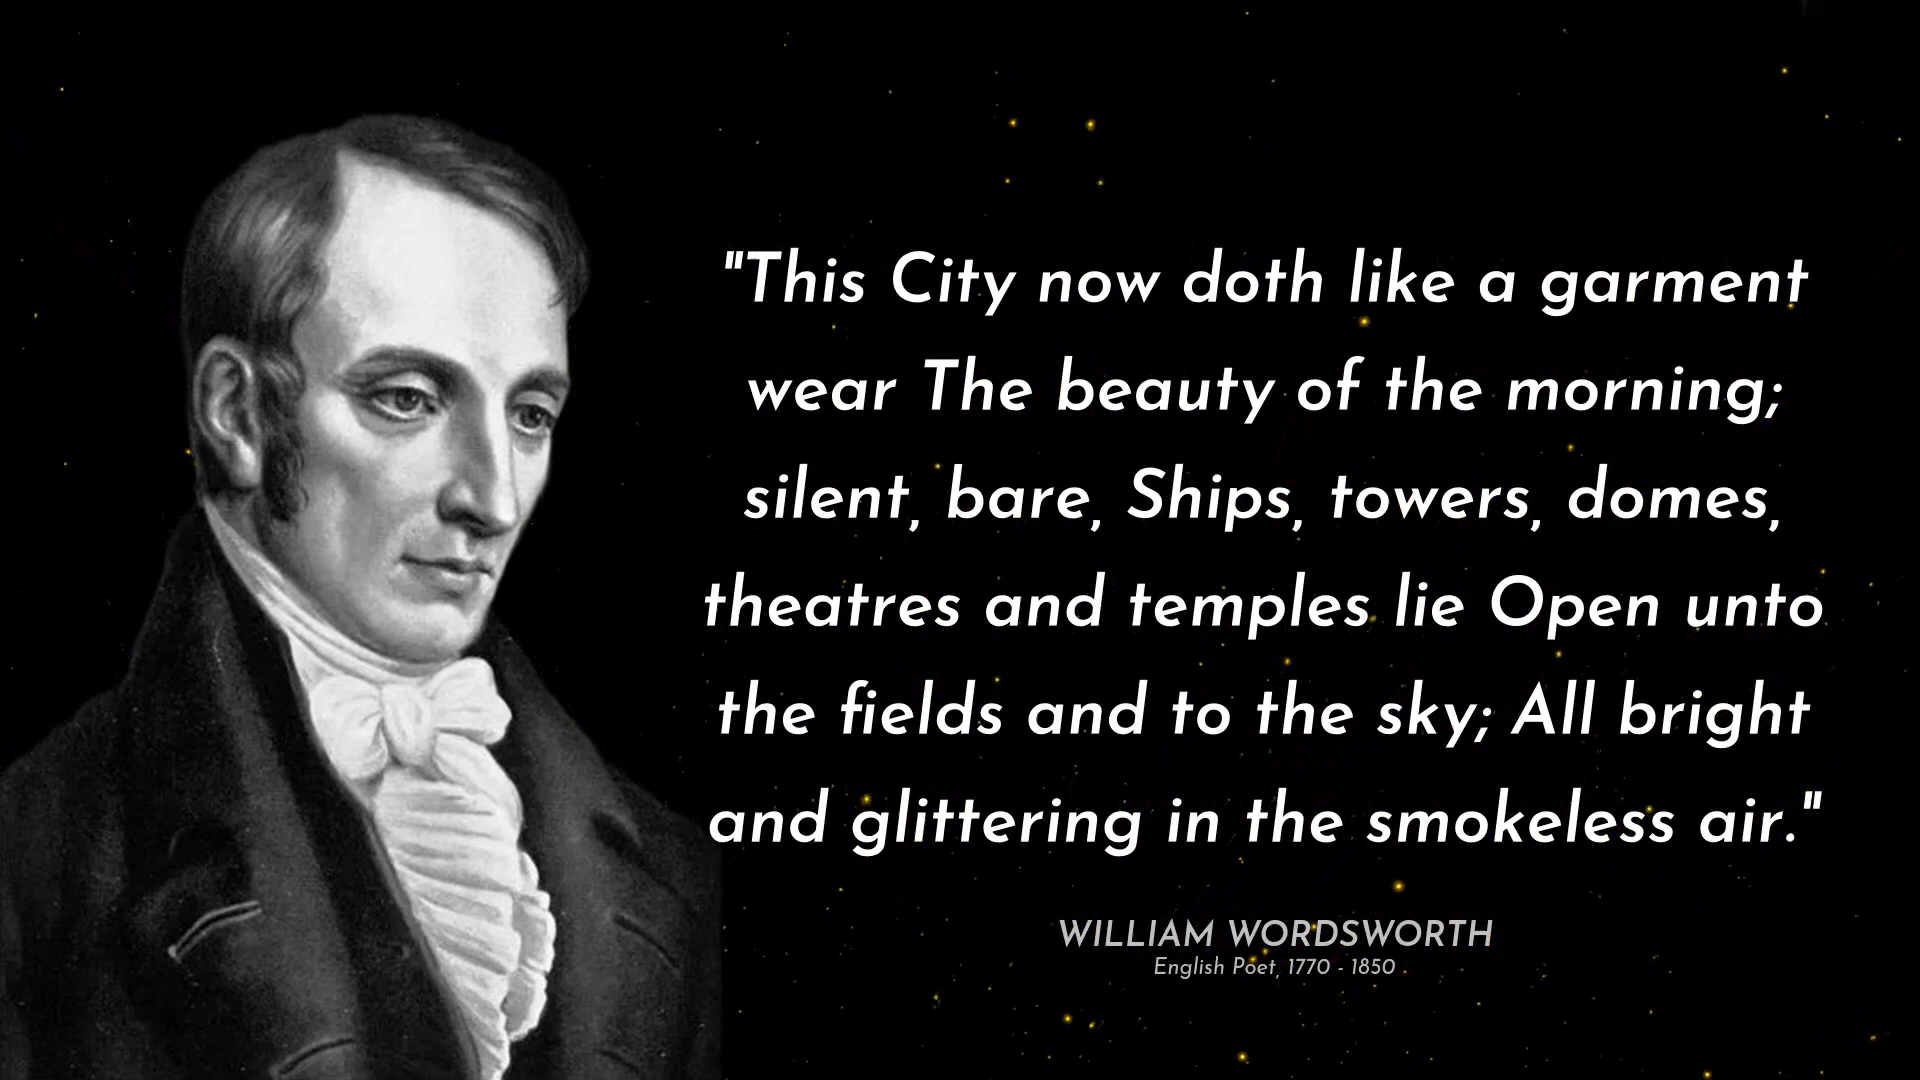 "This City now doth like a garment
wear The beauty of the morning;
silent, bare, Ships, towers, domes,
theatres and temples lie Open unto
the fields and to the sky; All bright
and glittering in the smokeless air."
WILLIAM WORDSWORTH
English Poet, 1770 - 1850